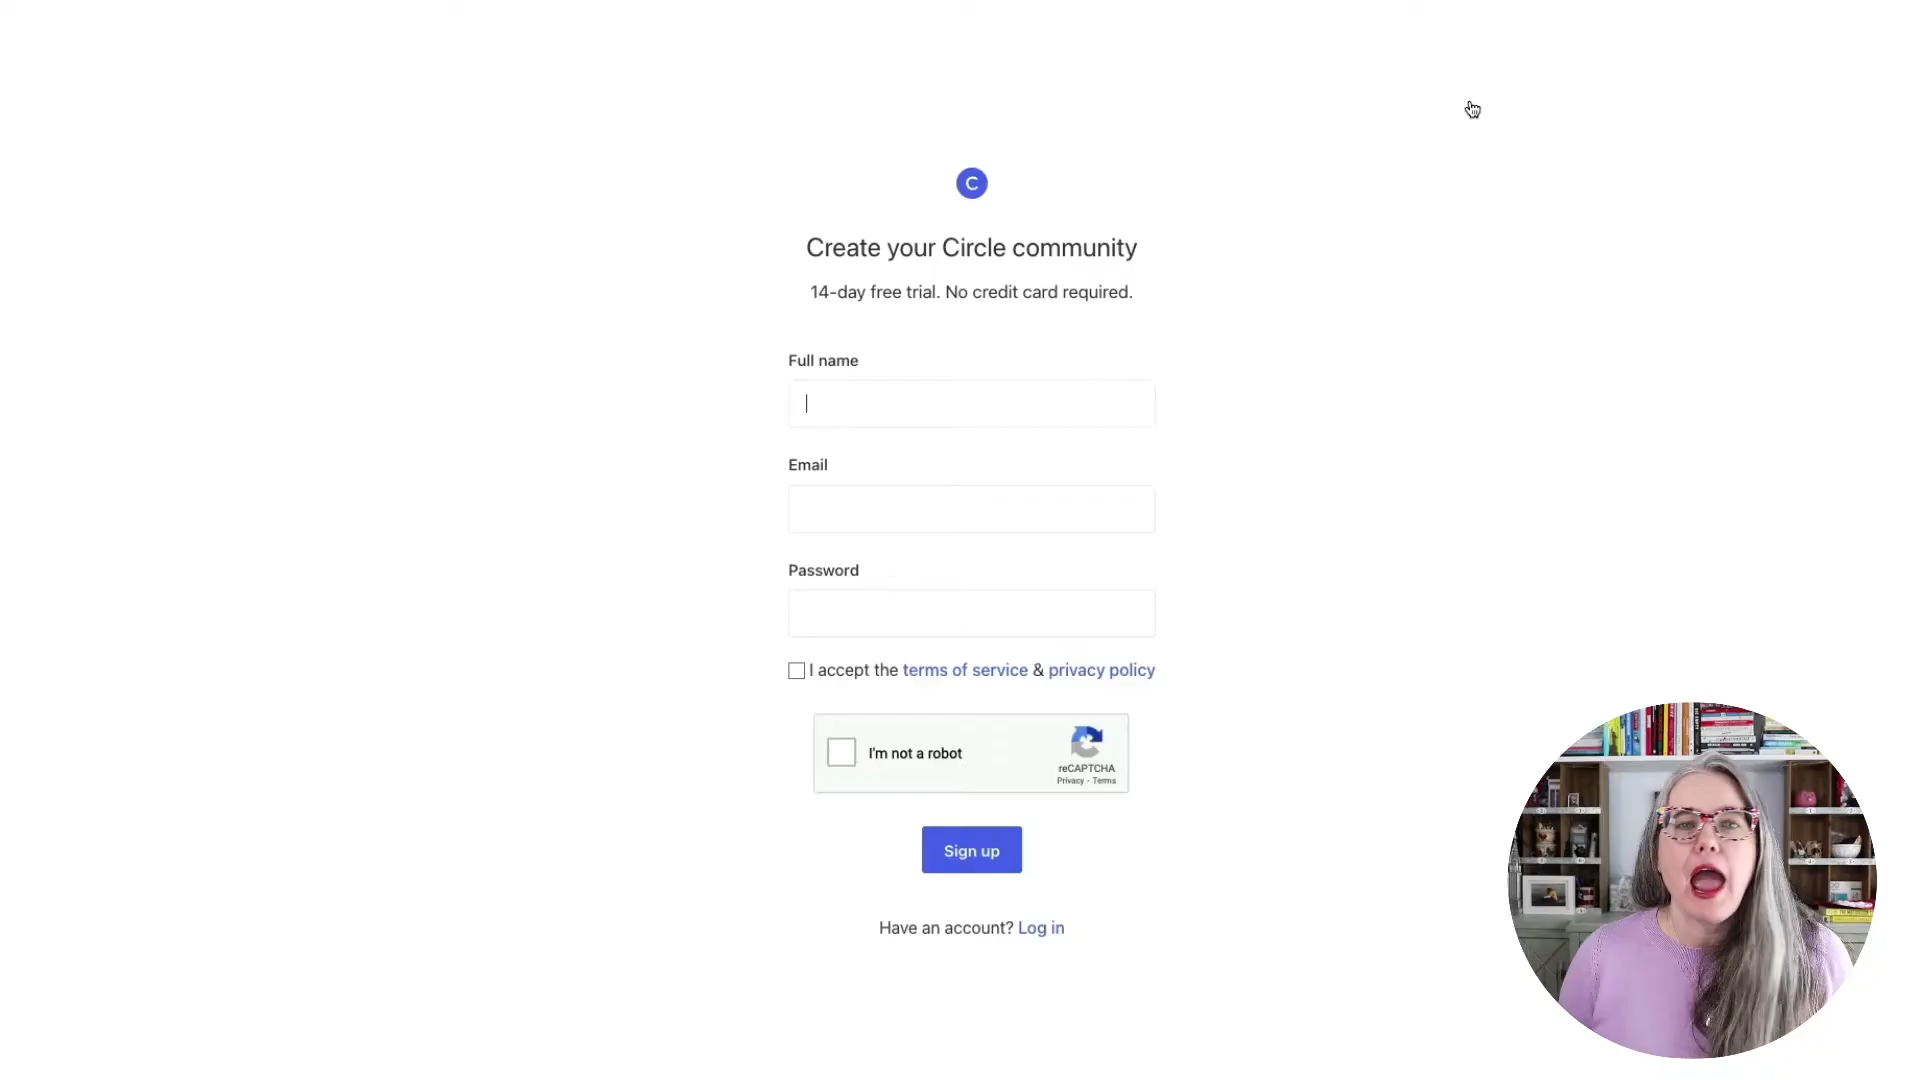 C
Create your Circle community
14-day free trial. No credit card required.
Full name
Email
Password
I accept the terms of service & privacy policy
I'm not a robot
reCAPTCHA
Privacy - Terms
Sign up
Have an account? Log in